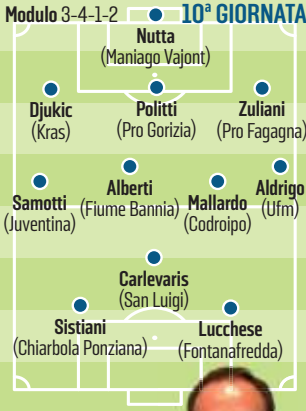 Modulo 3-4-1-2 10ª GIORNATA
Nutta
(Maniago Vajont)
Djukic
(Kras)
Politti
(Pro Gorizia)
Zuliani
(Pro Fagagna)
Samotti
(Juventina)
Alberti
(Fiume Bannia)
Mallardo
(Codroipo)
Aldrigo
(Ufm)
Carlevaris
(San Luigi)
Sistiani
(Chiarbola Ponziana)
Lucchese
(Fontanafredda)